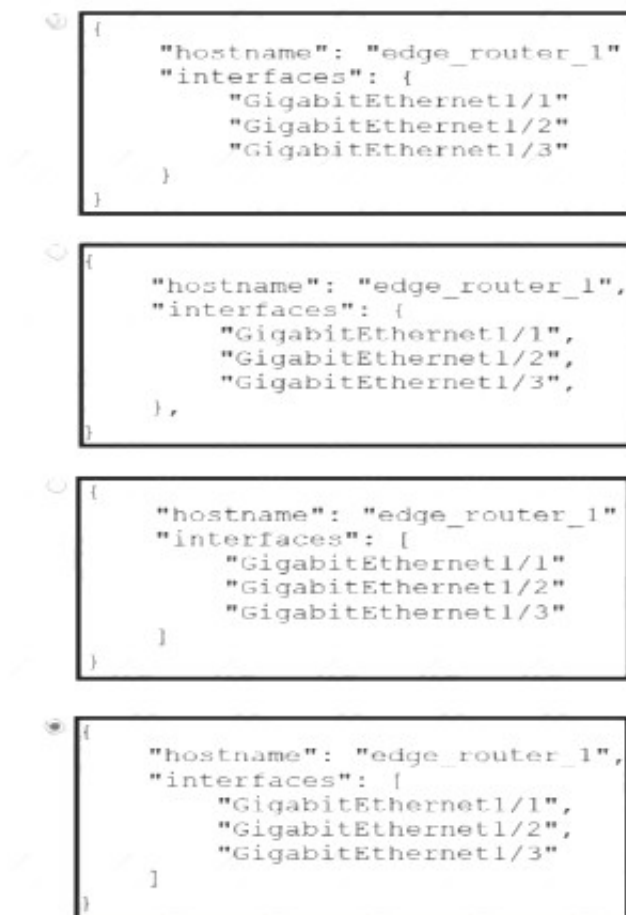 {
"hostname": "edge_router_1"
"interfaces": {
"GigabitEthernet1/1"
"GigabitEthernet1/2"
"GigabitEthernet1/3"
}
}
{
"hostname": "edge_router_1",
"interfaces": {
"GigabitEthernet1/1",
"GigabitEthernet1/2",
"GigabitEthernet1/3",
},
}
{
"hostname": "edge_router_1"
"interfaces": [
"GigabitEthernet1/1"
"GigabitEthernet1/2"
"GigabitEthernet1/3"
]
}
{
"hostname": "edge_router_1",
"interfaces": [
"GigabitEthernet1/1",
"GigabitEthernet1/2",
"GigabitEthernet1/3"
]
}